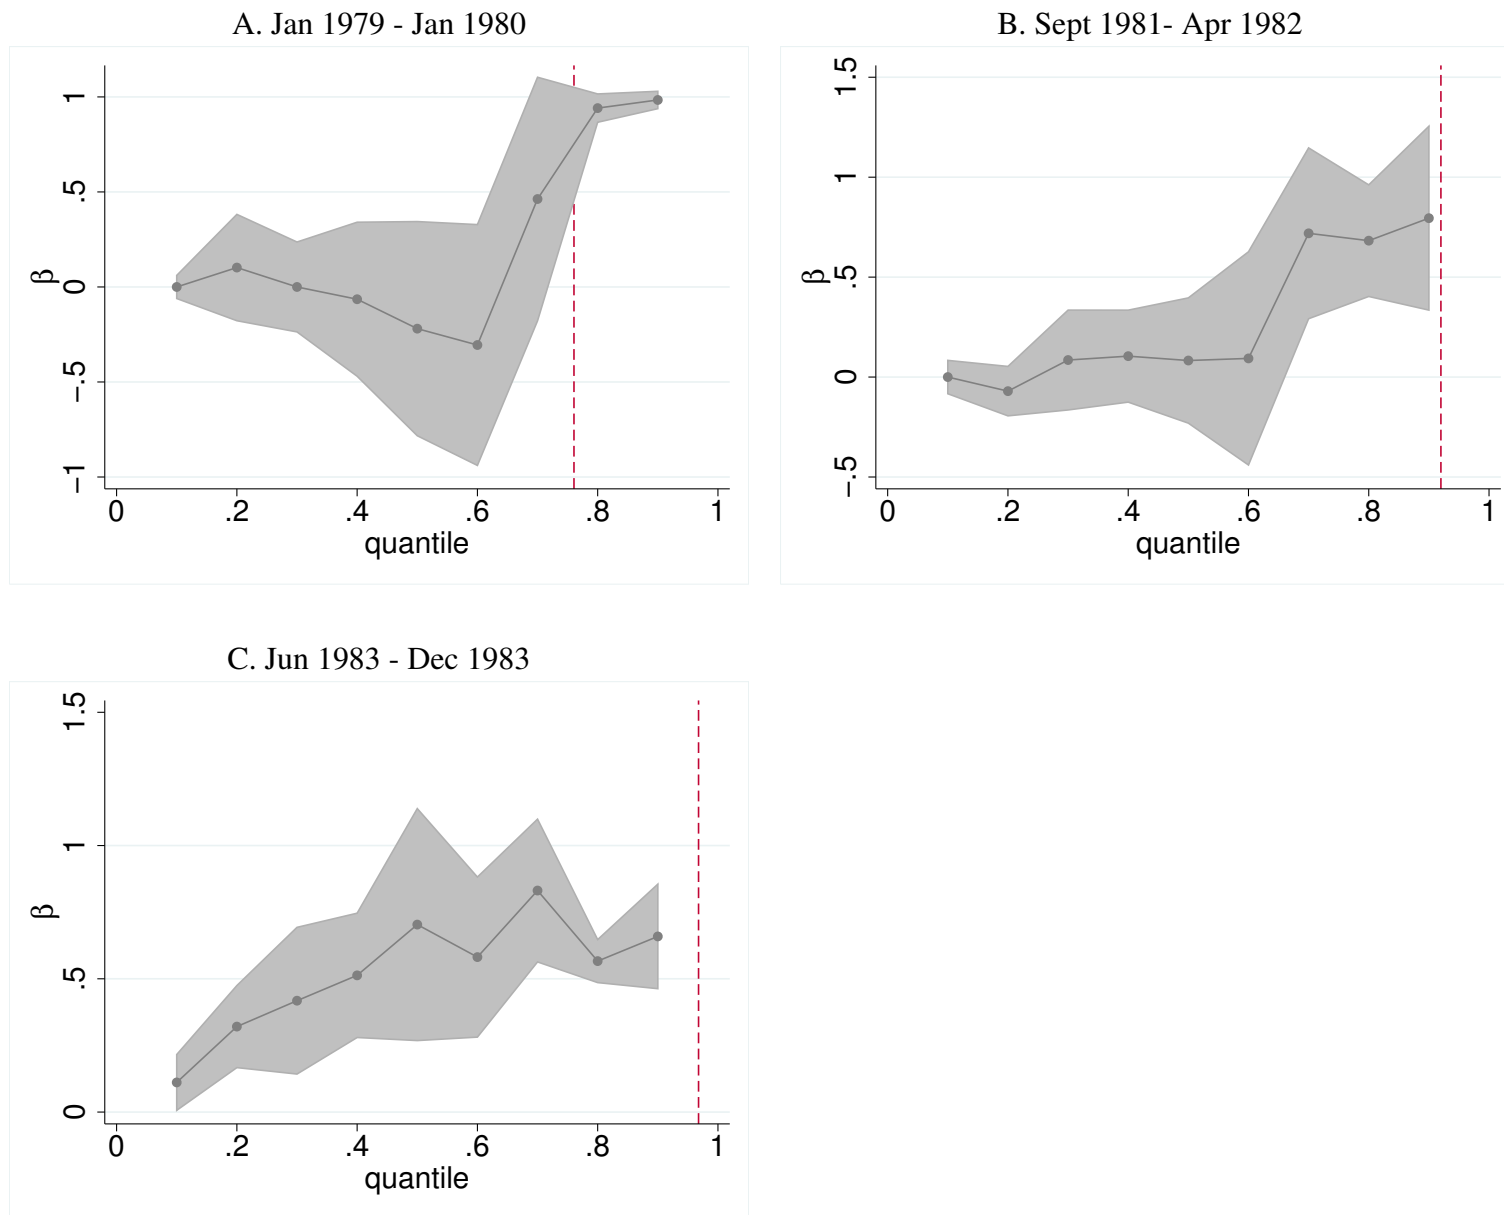 A. Jan 1979 - Jan 1980
1
.5
0
−.5
−1
β
0 .2 .4 .6 .8 1
quantile
B. Sept 1981- Apr 1982
1.5
1
.5
0
−.5
β
0 .2 .4 .6 .8 1
quantile
C. Jun 1983 - Dec 1983
1.5
1
.5
0
β
0 .2 .4 .6 .8 1
quantile